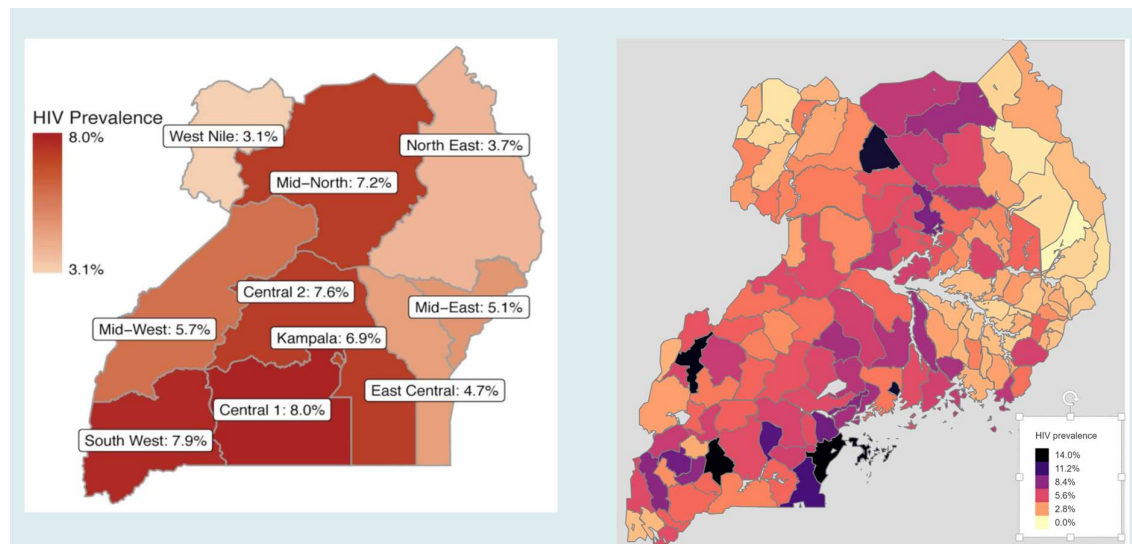 HIV Prevalence
8.0%
3.1%
West Nile: 3.1%
North East: 3.7%
Mid-North: 7.2%
Central 2: 7.6%
Mid-East: 5.1%
Mid-West: 5.7%
Kampala: 6.9%
East Central: 4.7%
Central 1: 8.0%
South West: 7.9%
HIV prevalence
14.0%
11.2%
8.4%
5.6%
2.8%
0.0%